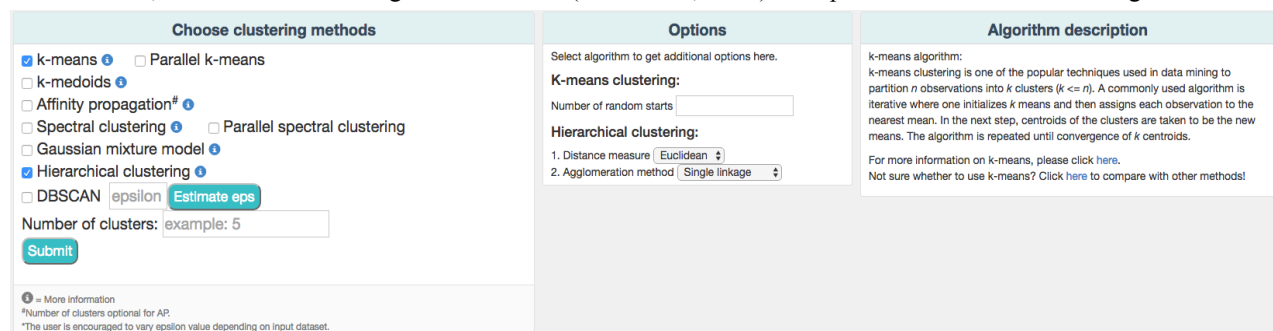 Choose clustering methods
k-means Parallel k-means
k-medoids
Affinity propagation#
Spectral clustering Parallel spectral clustering
Gaussian mixture model
Hierarchical clustering
DBSCAN epsilon Estimate eps
Number of clusters: example: 5
Submit
i = More information
#Number of clusters optional for AP.
*The user is encouraged to vary epsilon value depending on input dataset.
Options
Select algorithm to get additional options here.
K-means clustering:
Number of random starts
Hierarchical clustering:
1. Distance measure Euclidean
2. Agglomeration method Single linkage
Algorithm description
k-means algorithm:
k-means clustering is one of the popular techniques used in data mining to
partition n observations into k clusters (k <= n). A commonly used algorithm is
iterative where one initializes k means and then assigns each observation to the
nearest mean. In the next step, centroids of the clusters are taken to be the new
means. The algorithm is repeated until convergence of k centroids.
For more information on k-means, please click here.
Not sure whether to use k-means? Click here to compare with other methods!